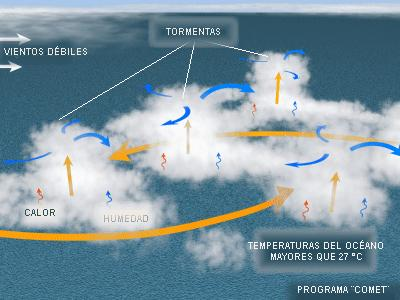 TORMENTAS
VIENTOS DÉBILES
CALOR
HUMEDAD
TEMPERATURAS DEL OCÉANO
MAYORES QUE 27 °C
PROGRAMA "COMET"